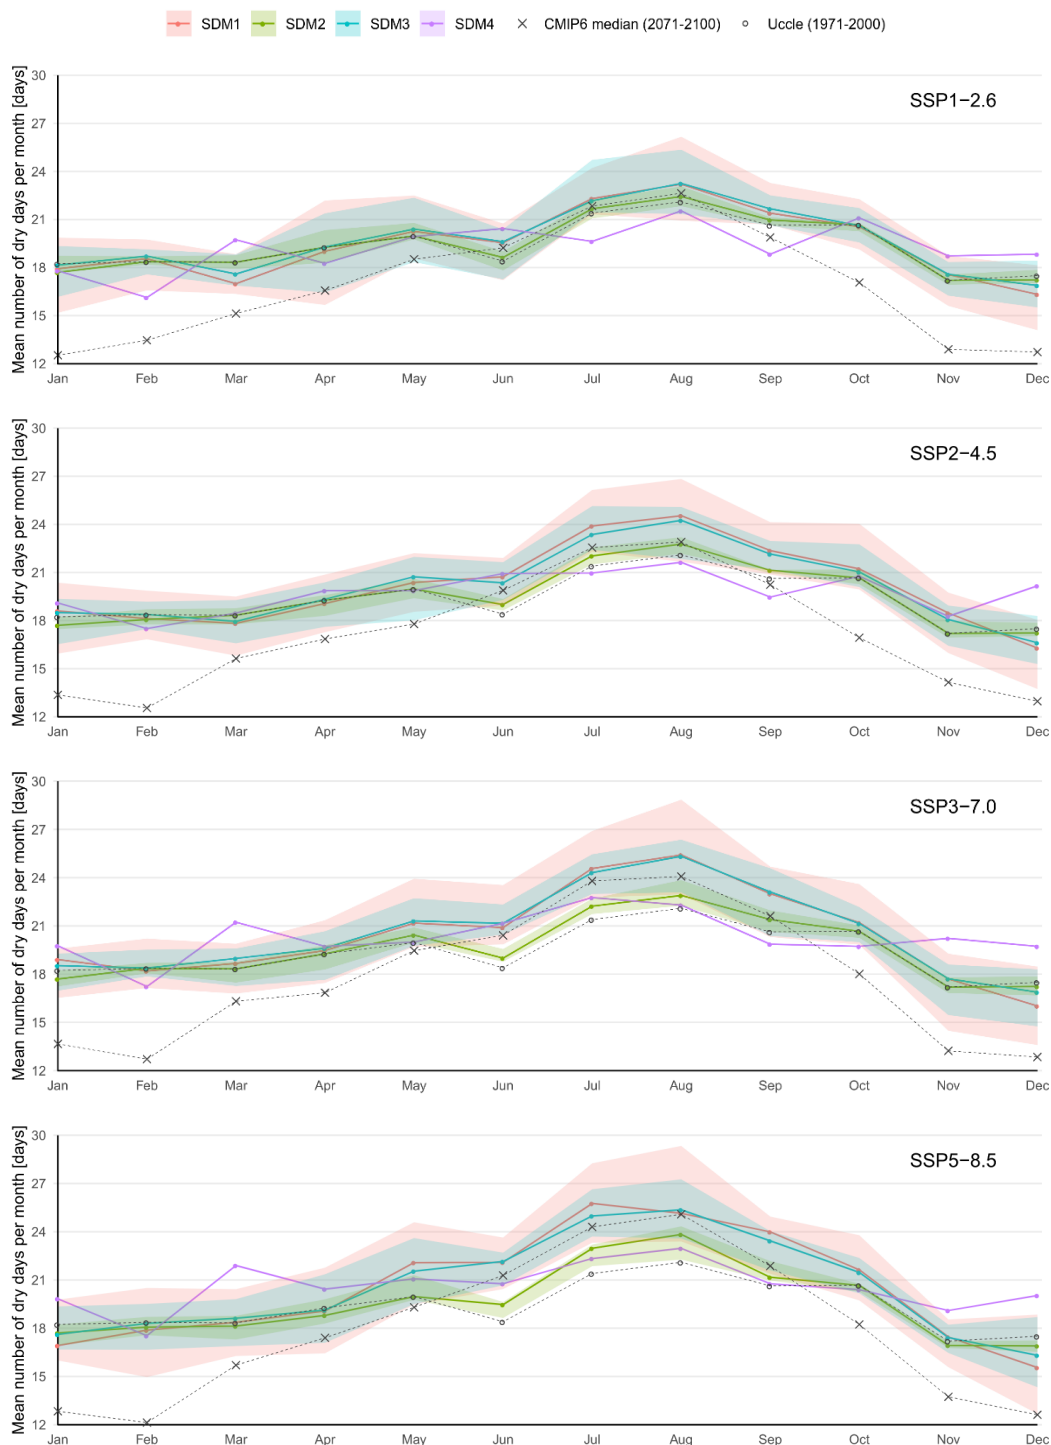 SDM1 SDM2 SDM3 SDM4 CMIP6 median (2071-2100) Uccle (1971-2000)
Mean number of dry days per month [days]
30
27
24
21
18
15
12
SSP1−2.6
Jan Feb Mar Apr May Jun Jul Aug Sep Oct Nov Dec
Mean number of dry days per month [days]
30
27
24
21
18
15
12
SSP2−4.5
Jan Feb Mar Apr May Jun Jul Aug Sep Oct Nov Dec
Mean number of dry days per month [days]
30
27
24
21
18
15
12
SSP3−7.0
Jan Feb Mar Apr May Jun Jul Aug Sep Oct Nov Dec
Mean number of dry days per month [days]
30
27
24
21
18
15
12
SSP5−8.5
Jan Feb Mar Apr May Jun Jul Aug Sep Oct Nov Dec